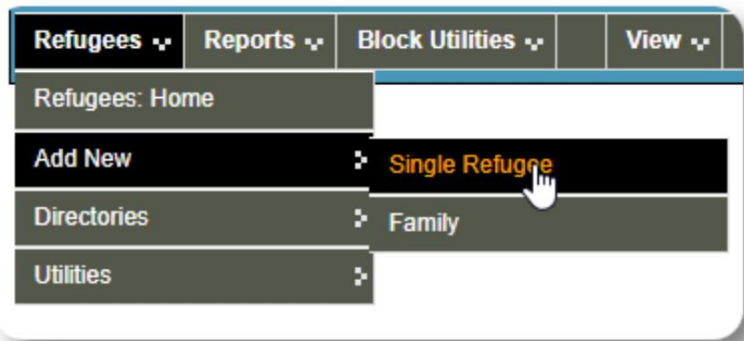 Refugees Reports Block Utilities View
Refugees: Home
Add New
Single Refugee
Directories
Family
Utilities